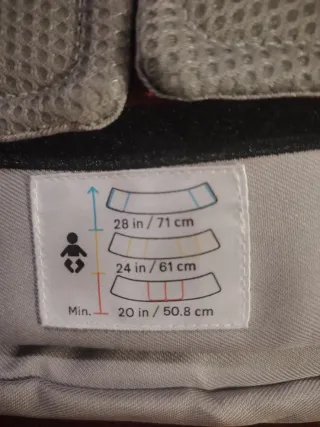 28 in / 71 cm
24 in / 61 cm
Min. 20 in / 50.8 cm